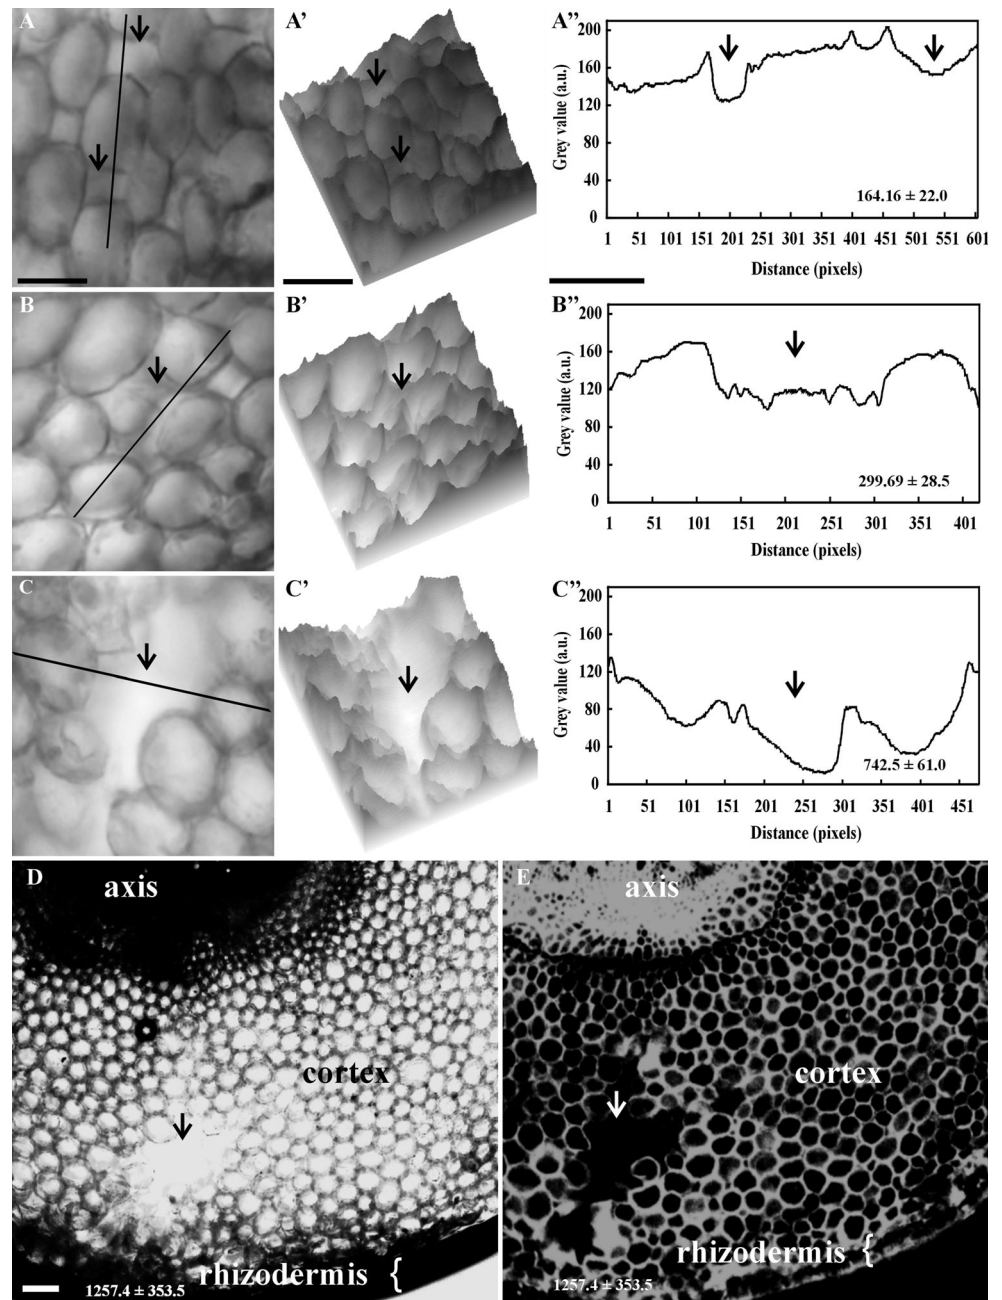 A
A’
A’’
Grey value (a.u.)
200
160
120
80
40
0
164.16 ± 22.0
1 51 101 151 201 251 301 351 401 451 501 551 601
Distance (pixels)
B
B’
B’’
Grey value (a.u.)
200
160
120
80
40
0
299.69 ± 28.5
1 51 101 151 201 251 301 351 401
Distance (pixels)
C
C’
C’’
Grey value (a.u.)
200
160
120
80
40
0
742.5 ± 61.0
1 51 101 151 201 251 301 351 401 451
Distance (pixels)
D
axis
cortex
rhizodermis {
1257.4 ± 353.5
E
axis
cortex
rhizodermis {
1257.4 ± 353.5